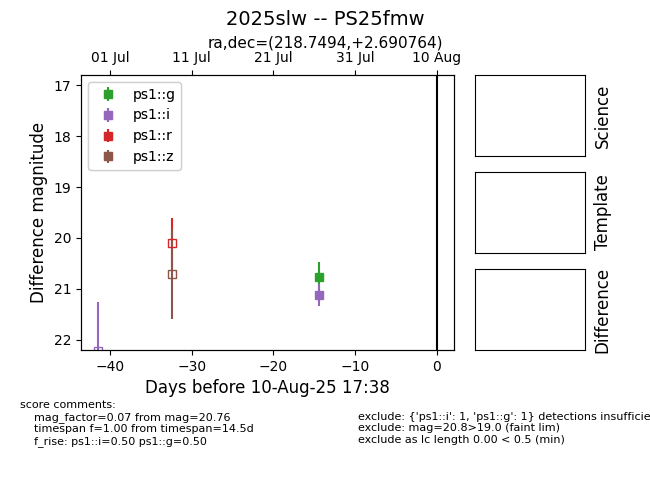 2025slw -- PS25fmw
ra,dec=(218.7494,+2.690764)
01 Jul 11 Jul 21 Jul 31 Jul 10 Aug
17
18
19
20
21
22
Difference magnitude
ps1::g
ps1::i
ps1::r
ps1::z
−40 −30 −20 −10 0
Days before 10-Aug-25 17:38
Science
Template
Difference
score comments:
mag_factor=0.07 from mag=20.76
timespan f=1.00 from timespan=14.5d
f_rise: ps1::i=0.50 ps1::g=0.50
exclude: {'ps1::i': 1, 'ps1::g': 1} detections insufficie
exclude: mag=20.8>19.0 (faint lim)
exclude as lc length 0.00 < 0.5 (min)